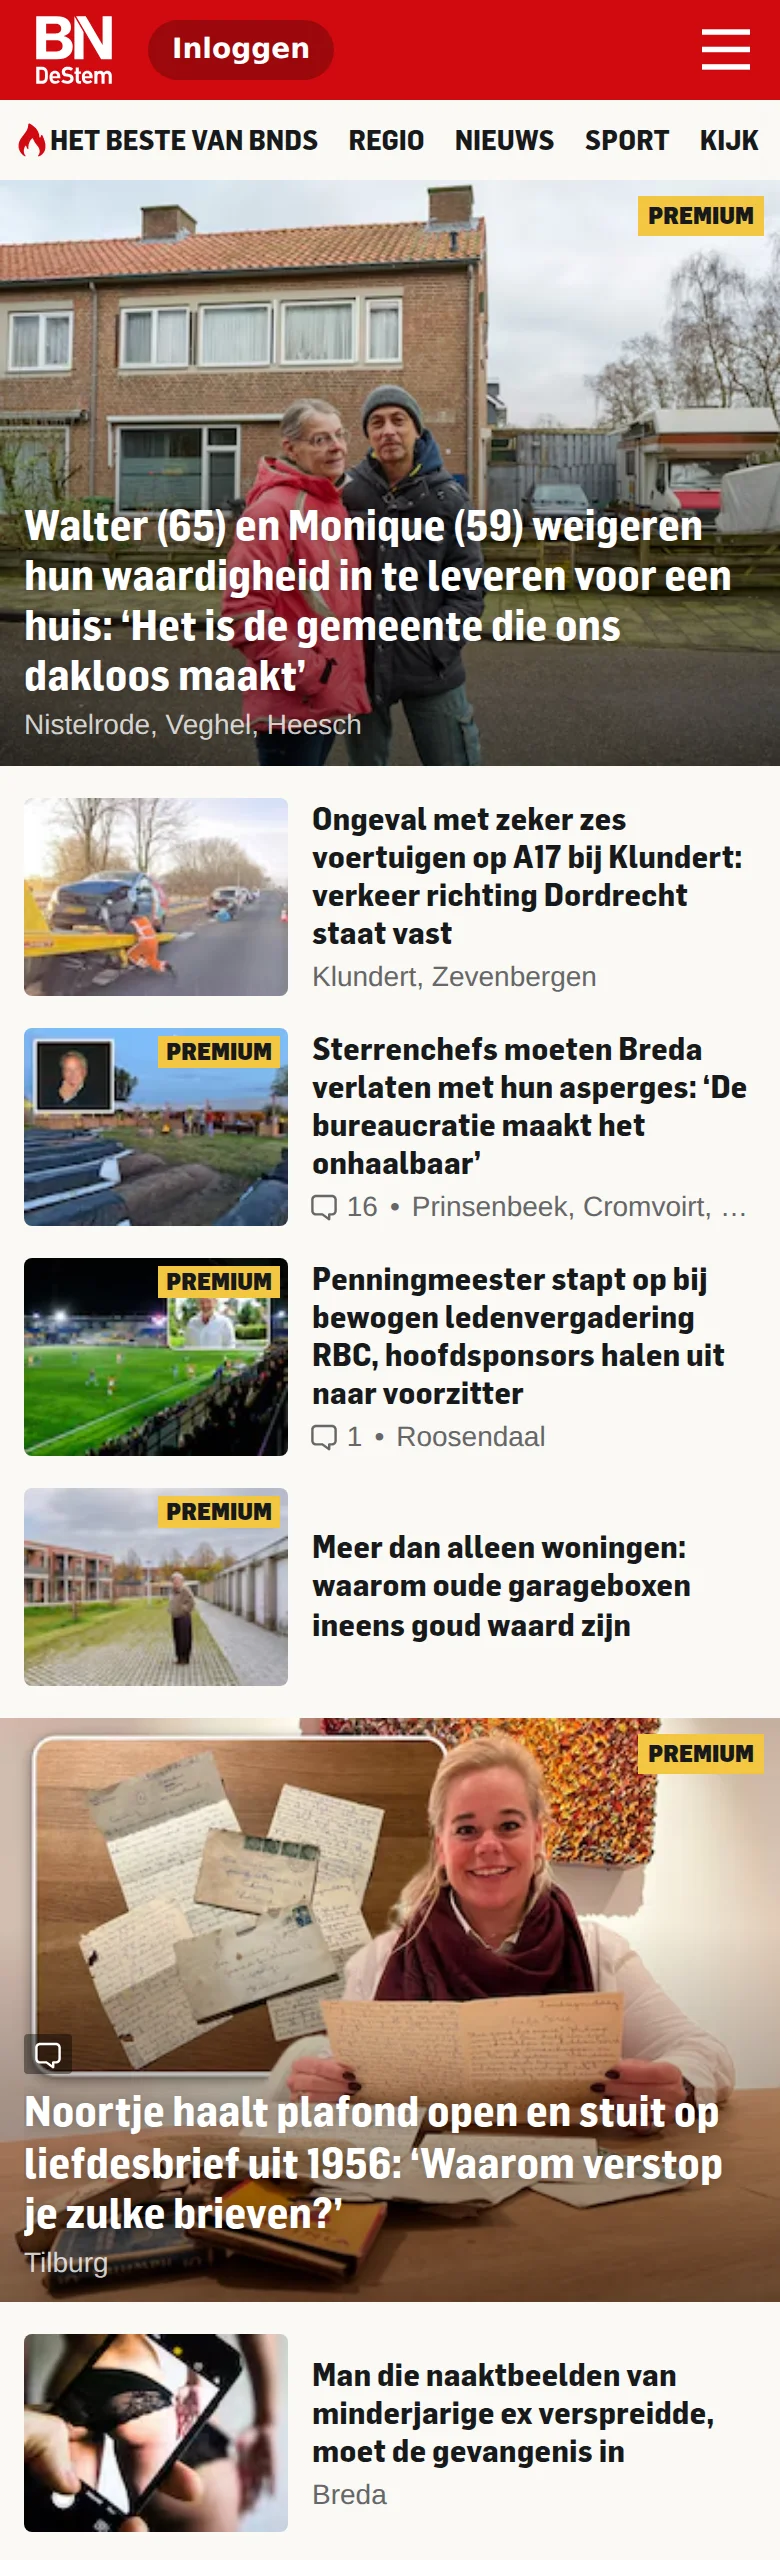 BN
DeStem
Inloggen
HET BESTE VAN BNDS REGIO NIEUWS SPORT KIJK
PREMIUM
Walter (65) en Monique (59) weigeren
hun waardigheid in te leveren voor een
huis: ‘Het is de gemeente die ons
dakloos maakt’
Nistelrode, Veghel, Heesch
Ongeval met zeker zes
voertuigen op A17 bij Klundert:
verkeer richting Dordrecht
staat vast
Klundert, Zevenbergen
PREMIUM
Sterrenchefs moeten Breda
verlaten met hun asperges: ‘De
bureaucratie maakt het
onhaalbaar’
16 • Prinsenbeek, Cromvoirt, …
PREMIUM
Penningmeester stapt op bij
bewogen ledenvergadering
RBC, hoofdsponsors halen uit
naar voorzitter
1 • Roosendaal
PREMIUM
Meer dan alleen woningen:
waarom oude garageboxen
ineens goud waard zijn
PREMIUM
Noortje haalt plafond open en stuit op
liefdesbrief uit 1956: ‘Waarom verstop
je zulke brieven?’
Tilburg
Man die naaktbeelden van
minderjarige ex verspreidde,
moet de gevangenis in
Breda